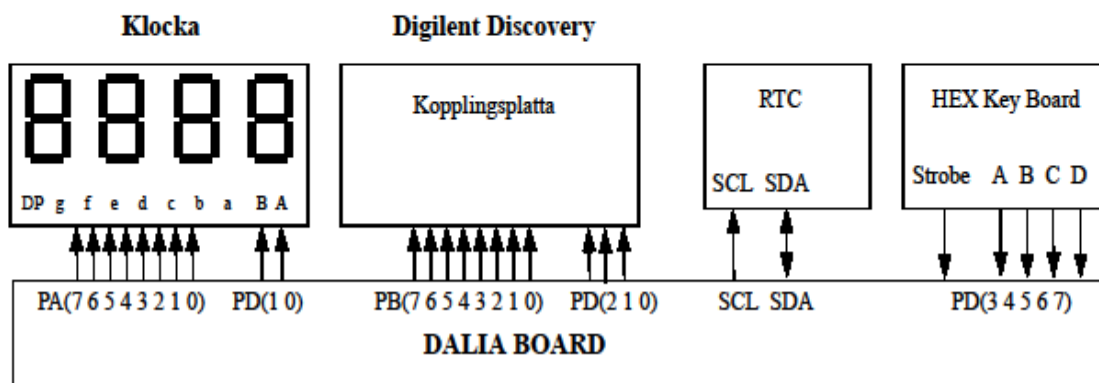 Klocka Digilent Discovery
Kopplingsplatta RTC HEX Key Board
SCL SDA Strobe A B C D
DP g f e d c b a B A
PA(7 6 5 4 3 2 1 0) PD(1 0) PB(7 6 5 4 3 2 1 0) PD(2 1 0) SCL SDA PD(3 4 5 6 7)
DALIA BOARD